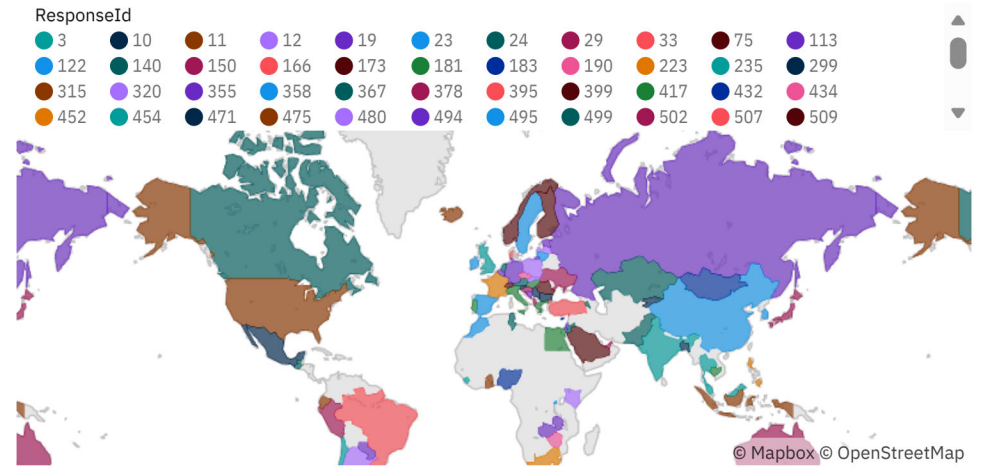 ResponseId
3 10 11 12 19 23 24 29 33 75 113
122 140 150 166 173 181 183 190 223 235 299
315 320 355 358 367 378 395 399 417 432 434
452 454 471 475 480 494 495 499 502 507 509
© Mapbox © OpenStreetMap